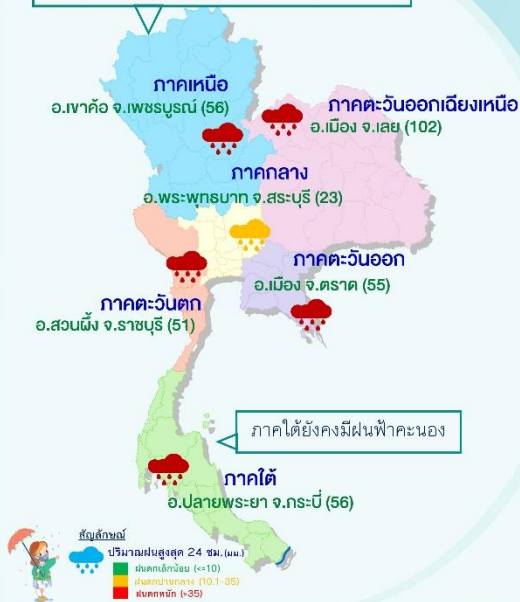 ภาคเหนือ
อ.เขาค้อ จ.เพชรบูรณ์ (56)
ภาคตะวันออกเฉียงเหนือ
อ.เมือง จ.เลย (102)
ภาคกลาง
อ.พระพุทธบาท จ.สระบุรี (23)
ภาคตะวันออก
อ.เมือง จ.ตราด (55)
ภาคตะวันตก
อ.สวนผึ้ง จ.ราชบุรี (51)
ภาคใต้ยังคงมีฝนฟ้าคะนอง
ภาคใต้
อ.ปลายพระยา จ.กระบี่ (56)
สัญลักษณ์
ปริมาณฝนสูงสุด 24 ชม. (มม.)
ฝนตกเล็กน้อย (<=10)
ฝนตกปานกลาง (10.1-35)
ฝนตกหนัก (>35)